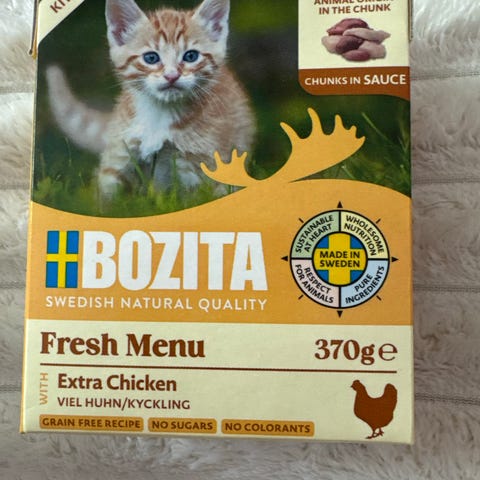 KIT
ANIMAL ORIGIN
IN THE CHUNK
CHUNKS IN SAUCE
BOZITA
SWEDISH NATURAL QUALITY
SUSTAINABLE
AT HEART
WHOLESOME
NUTRITION
MADE IN
SWEDEN
RESPECT
FOR ANIMALS
PURE
INGREDIENTS
Fresh Menu
370g℮
WITH
Extra Chicken
VIEL HUHN/KYCKLING
GRAIN FREE RECIPE
NO SUGARS
NO COLORANTS